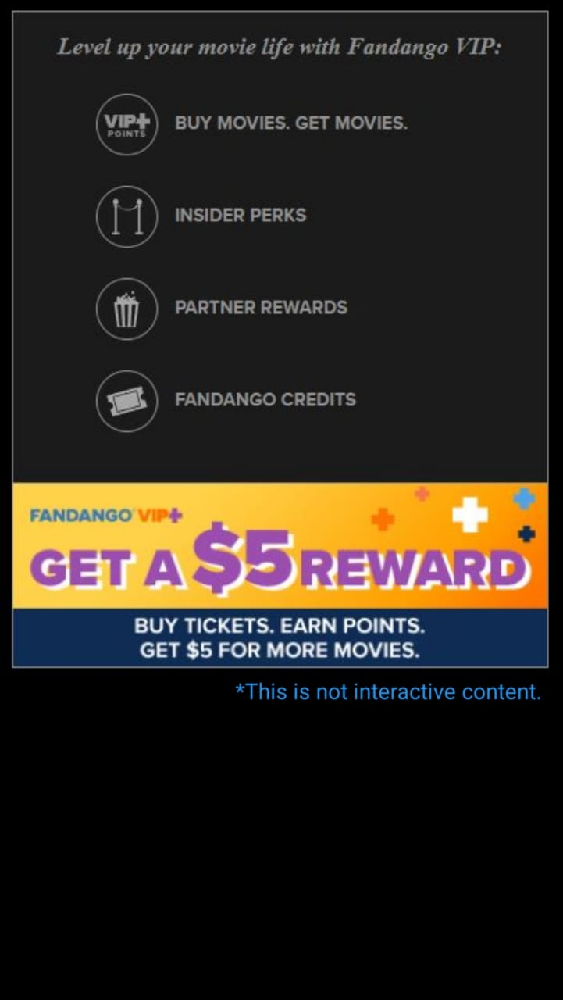 Level up your movie life with Fandango VIP:
VIP+
POINTS
BUY MOVIES. GET MOVIES.
INSIDER PERKS
PARTNER REWARDS
FANDANGO CREDITS
FANDANGO VIP+
GET A $5 REWARD
BUY TICKETS. EARN POINTS.
GET $5 FOR MORE MOVIES.
*This is not interactive content.